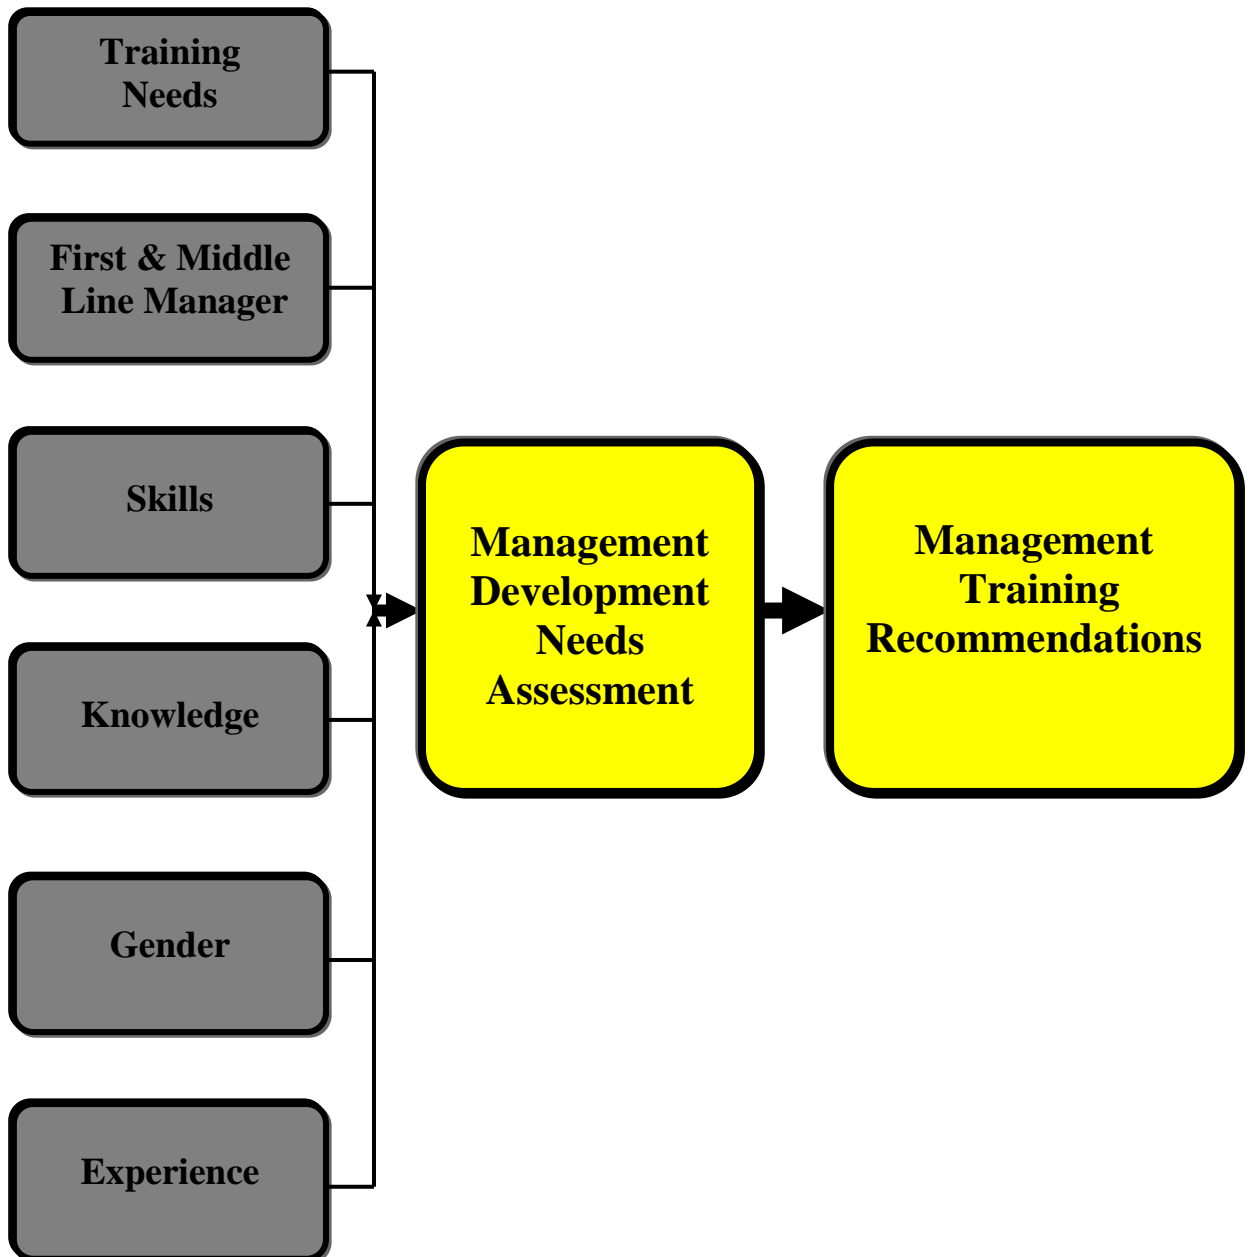 Training
Needs
First & Middle
Line Manager
Skills
Knowledge
Gender
Experience
Management
Development
Needs
Assessment
Management
Training
Recommendations